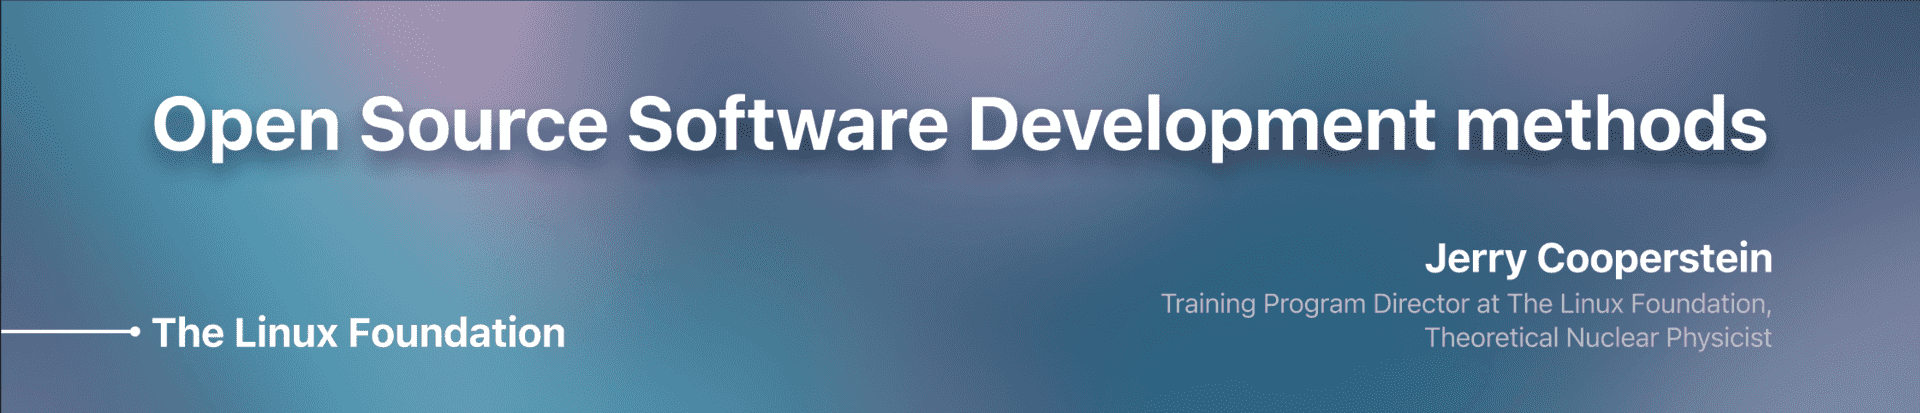 Open Source Software Development methods
Jerry Cooperstein
Training Program Director at The Linux Foundation,
Theoretical Nuclear Physicist
The Linux Foundation